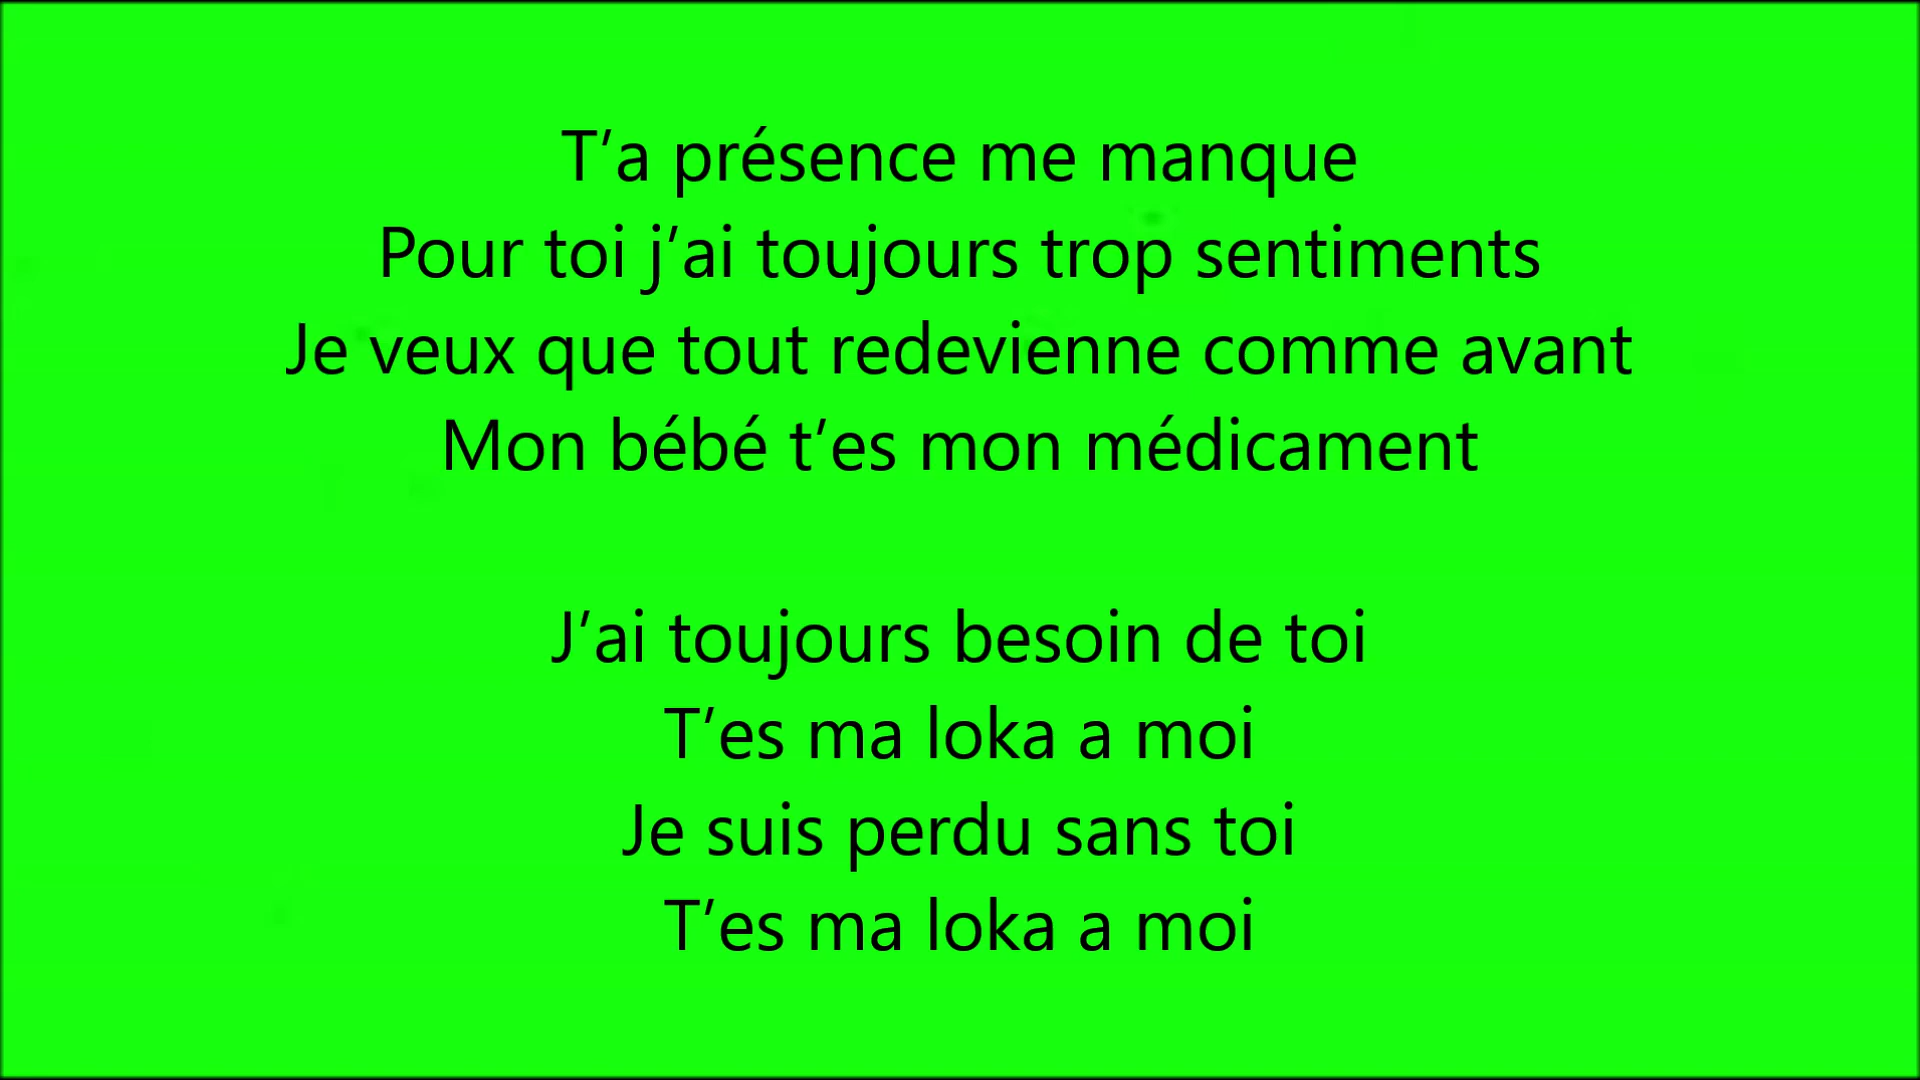 T’a présence me manque
Pour toi j’ai toujours trop sentiments
Je veux que tout redevienne comme avant
Mon bébé t’es mon médicament
J’ai toujours besoin de toi
T’es ma loka a moi
Je suis perdu sans toi
T’es ma loka a moi